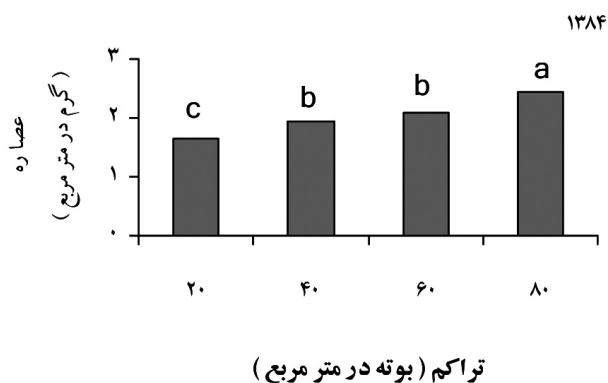 ۱۳۸۴
عصاره
(گرم در متر مربع)
۳
۲
۱
۰
c
b
b
a
۲۰
۴۰
۶۰
۸۰
تراکم (بوته در متر مربع)